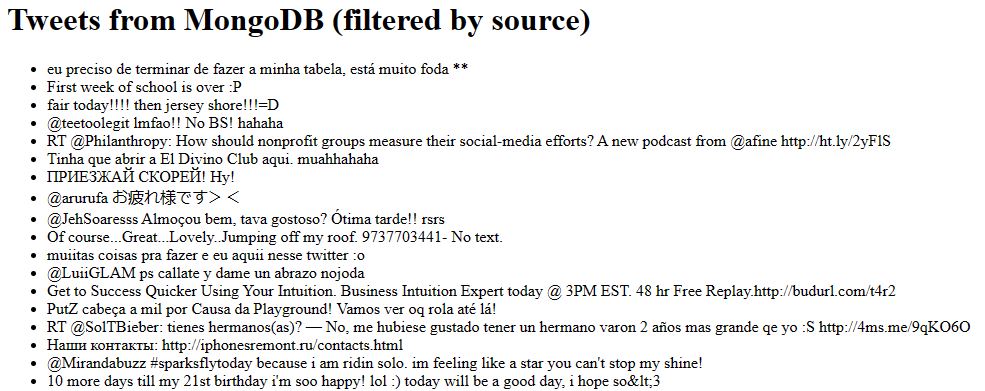 Tweets from MongoDB (filtered by source)
eu preciso de terminar de fazer a minha tabela, está muito foda **
First week of school is over :P
fair today!!!! then jersey shore!!!=D
@teetoolegit lmfao!! No BS! hahaha
RT @Philanthropy: How should nonprofit groups measure their social-media efforts? A new podcast from @afine http://ht.ly/2yFlS
Tinha que abrir a El Divino Club aqui. muahhahaha
ПРИЕЗЖАЙ СКОРЕЙ! Ну!
@arurufa お疲れ様です＞＜
@JehSoaresss Almoçou bem, tava gostoso? Ótima tarde!! rsrs
Of course...Great...Lovely..Jumping off my roof. 9737703441- No text.
muiitas coisas pra fazer e eu aquii nesse twitter :o
@LuiiGLAM ps callate y dame un abrazo nojoda
Get to Success Quicker Using Your Intuition. Business Intuition Expert today @ 3PM EST. 48 hr Free Replay.http://budurl.com/t4r2
PutZ cabeça a mil por Causa da Playground! Vamos ver oq rola até lá!
RT @SolTBieber: tienes hermanos(as)? — No, me hubiese gustado tener un hermano varon 2 años mas grande qe yo :S http://4ms.me/9qKO6O
Наши контакты: http://iphonesremont.ru/contacts.html
@Mirandabuzz #sparksflytoday because i am ridin solo. im feeling like a star you can't stop my shine!
10 more days till my 21st birthday i'm soo happy! lol :) today will be a good day, i hope so&lt;3